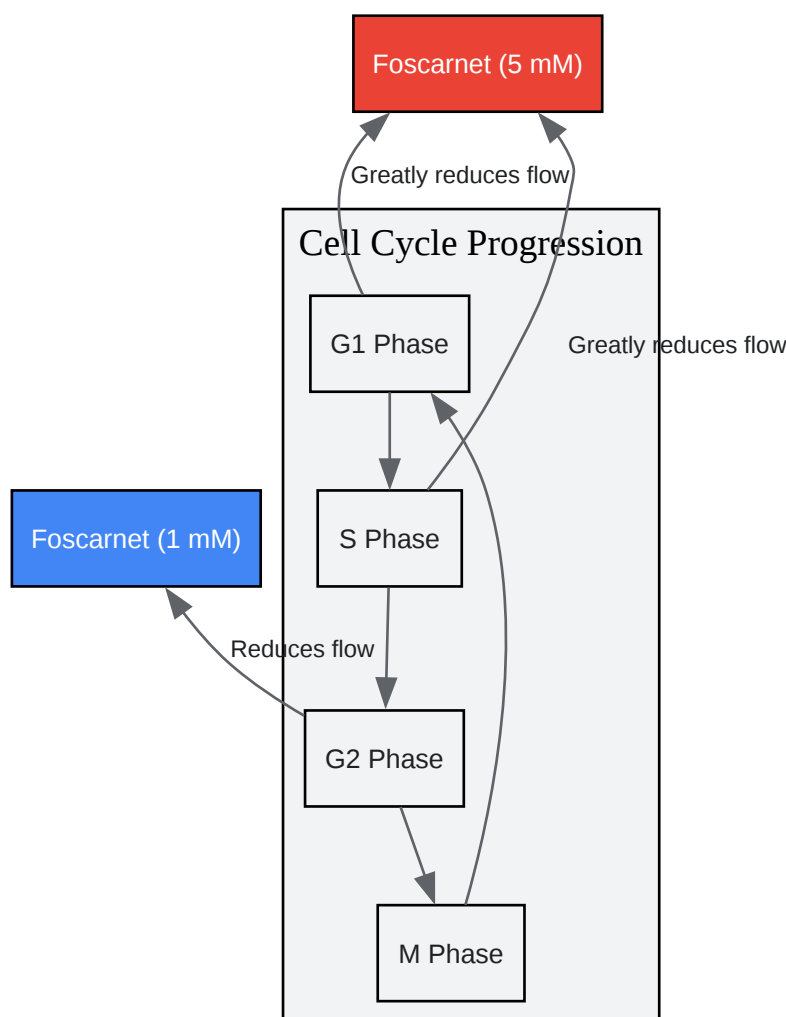 Foscarnet (5 mM)
Greatly reduces flow
Cell Cycle Progression
G1 Phase
Greatly reduces flow
Foscarnet (1 mM)
S Phase
Reduces flow
G2 Phase
M Phase